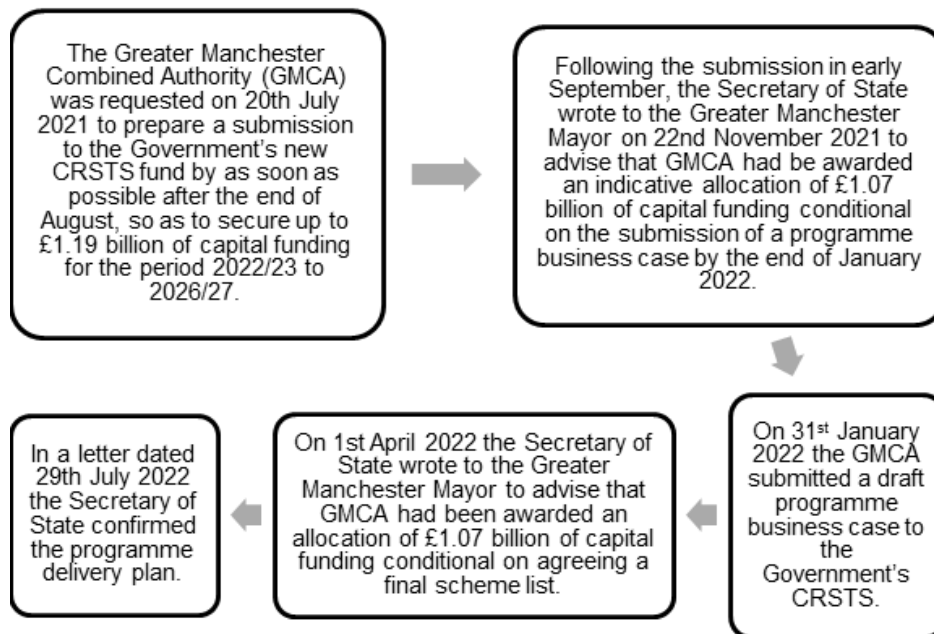 The Greater Manchester
Combined Authority (GMCA)
was requested on 20th July
2021 to prepare a submission
to the Government's new
CRSTS fund by as soon as
possible after the end of
August, so as to secure up to
£1.19 billion of capital funding
for the period 2022/23 to
2026/27.
Following the submission in early
September, the Secretary of State
wrote to the Greater Manchester
Mayor on 22nd November 2021 to
advise that GMCA had be awarded
an indicative allocation of £1.07
billion of capital funding conditional
on the submission of a programme
business case by the end of January
2022.
On 31st January
2022 the GMCA
submitted a draft
programme
business case to
the
Government's
CRSTS.
On 1st April 2022 the Secretary of
State wrote to the Greater
Manchester Mayor to advise that
GMCA had been awarded an
allocation of £1.07 billion of capital
funding conditional on agreeing a
final scheme list.
In a letter dated
29th July 2022
the Secretary of
State confirmed
the programme
delivery plan.